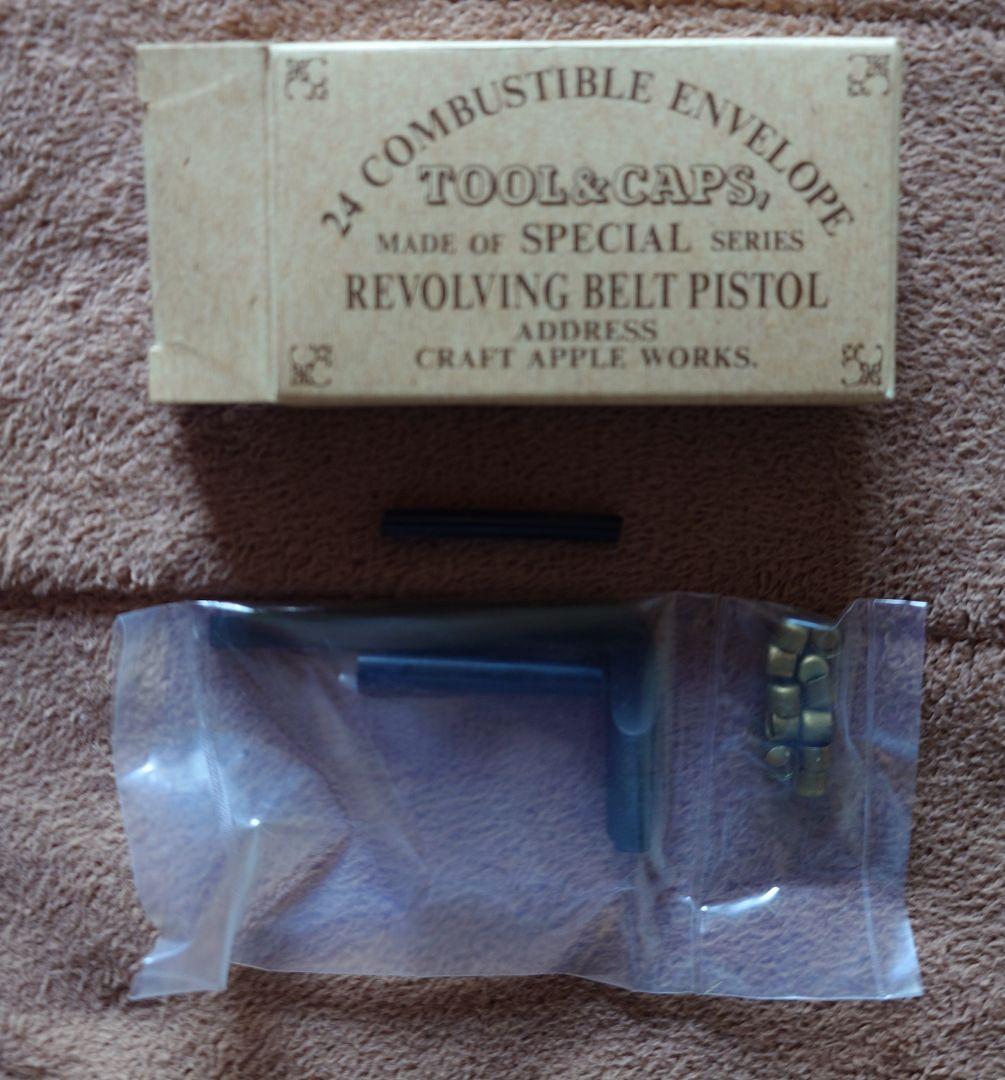 24 COMBUSTIBLE ENVELOPE
TOOL&CAPS,
MADE OF SPECIAL SERIES
REVOLVING BELT PISTOL
ADDRESS
CRAFT APPLE WORKS.